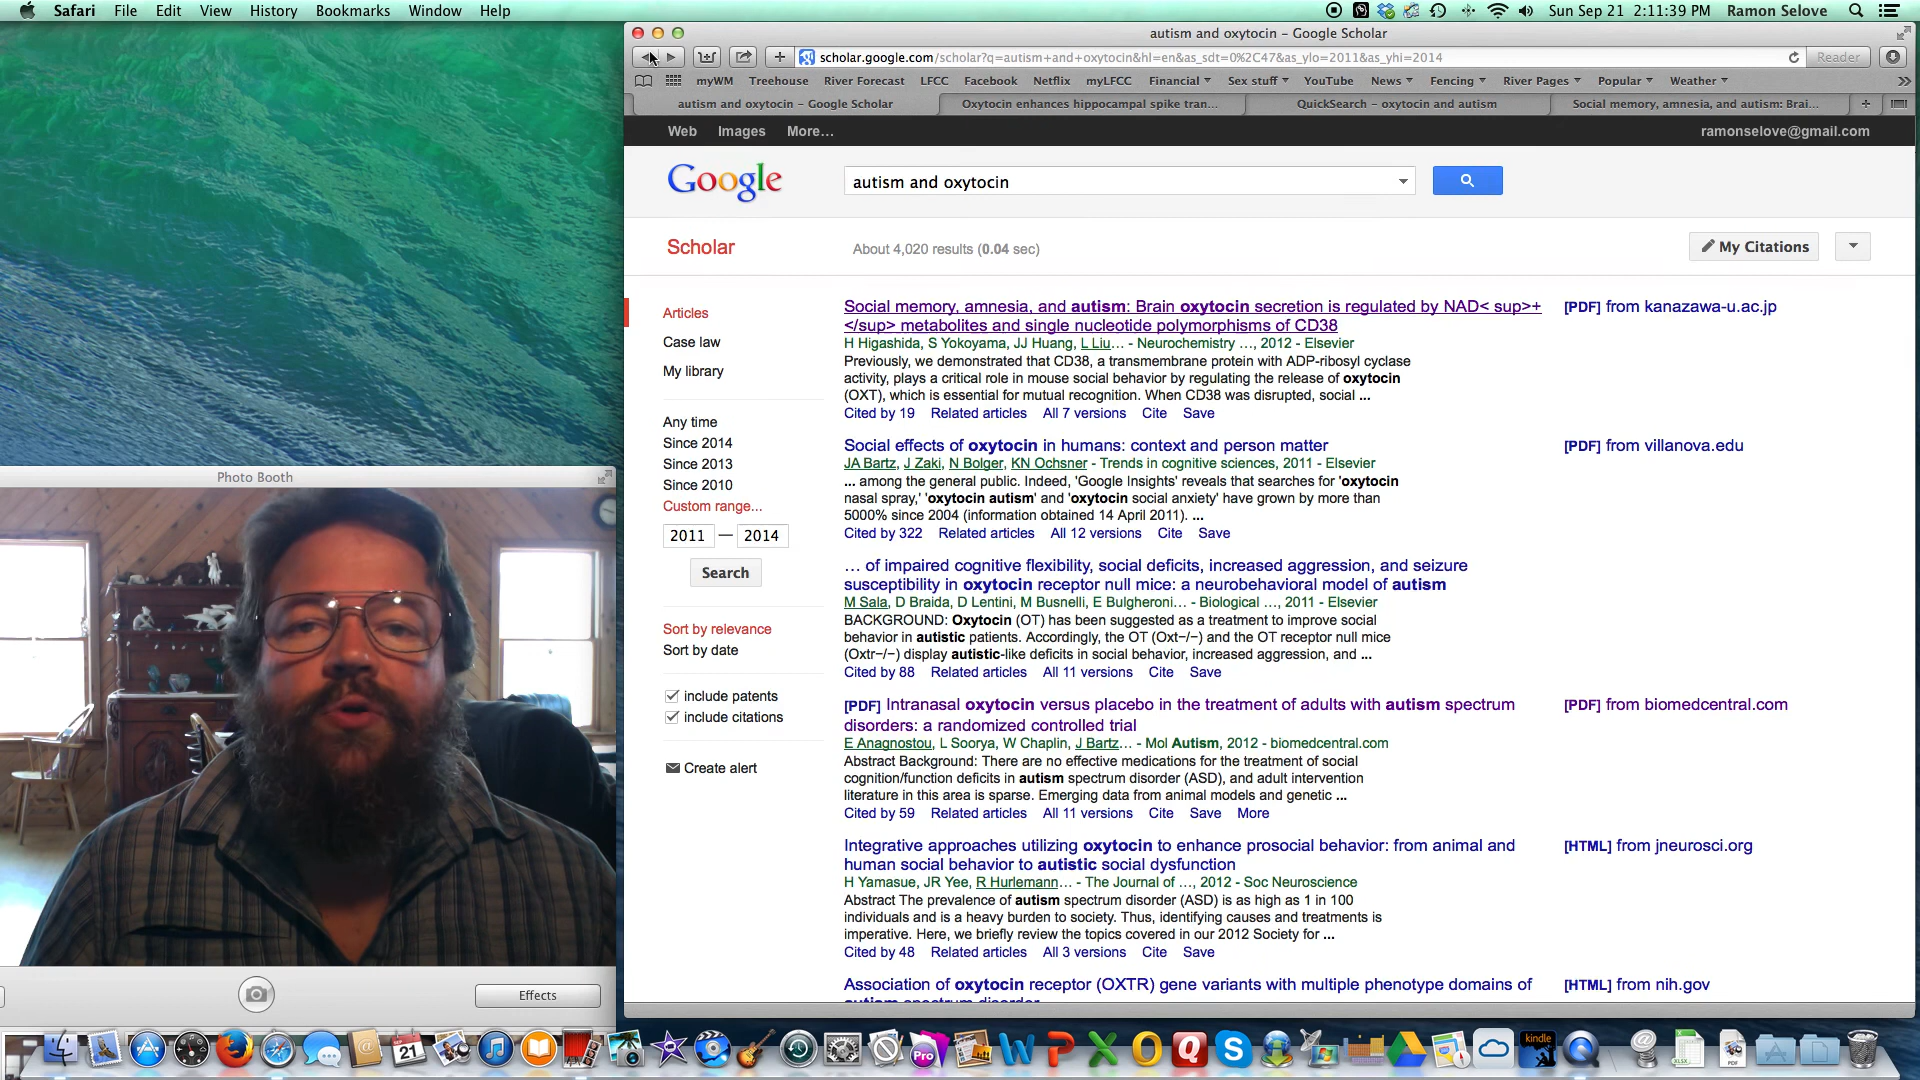 Safari File Edit View History Bookmarks Window Help
Sun Sep 21 2:11:39 PM Ramon Selove
autism and oxytocin – Google Scholar
scholar.google.com/scholar?q=autism+and+oxytocin&hl=en&as_sdt=0%2C47&as_ylo=2011&as_yhi=2014
Reader
myWM Treehouse River Forecast LFCC Facebook Netflix myLFCC Financial Sex stuff YouTube News Fencing River Pages Popular Weather
autism and oxytocin – Google Scholar
Oxytocin enhances hippocampal spike tran...
QuickSearch – oxytocin and autism
Social memory, amnesia, and autism: Brai...
Web Images More...
ramonselove@gmail.com
Google
autism and oxytocin
Scholar
About 4,020 results (0.04 sec)
My Citations
Articles
Case law
My library
Any time
Since 2014
Since 2013
Since 2010
Custom range...
2011 — 2014
Search
Sort by relevance
Sort by date
include patents
include citations
Create alert
Social memory, amnesia, and autism: Brain oxytocin secretion is regulated by NAD< sup>+
</sup> metabolites and single nucleotide polymorphisms of CD38
[PDF] from kanazawa-u.ac.jp
H Higashida, S Yokoyama, JJ Huang, L Liu... - Neurochemistry ..., 2012 - Elsevier
Previously, we demonstrated that CD38, a transmembrane protein with ADP-ribosyl cyclase
activity, plays a critical role in mouse social behavior by regulating the release of oxytocin
(OXT), which is essential for mutual recognition. When CD38 was disrupted, social ...
Cited by 19 Related articles All 7 versions Cite Save
Social effects of oxytocin in humans: context and person matter
[PDF] from villanova.edu
JA Bartz, J Zaki, N Bolger, KN Ochsner - Trends in cognitive sciences, 2011 - Elsevier
... among the general public. Indeed, 'Google Insights' reveals that searches for 'oxytocin
nasal spray,' 'oxytocin autism' and 'oxytocin social anxiety' have grown by more than
5000% since 2004 (information obtained 14 April 2011). ...
Cited by 322 Related articles All 12 versions Cite Save
... of impaired cognitive flexibility, social deficits, increased aggression, and seizure
susceptibility in oxytocin receptor null mice: a neurobehavioral model of autism
M Sala, D Braida, D Lentini, M Busnelli, E Bulgheroni... - Biological ..., 2011 - Elsevier
BACKGROUND: Oxytocin (OT) has been suggested as a treatment to improve social
behavior in autistic patients. Accordingly, the OT (Oxt−/−) and the OT receptor null mice
(Oxtr−/−) display autistic-like deficits in social behavior, increased aggression, and ...
Cited by 88 Related articles All 11 versions Cite Save
[PDF] Intranasal oxytocin versus placebo in the treatment of adults with autism spectrum
disorders: a randomized controlled trial
[PDF] from biomedcentral.com
E Anagnostou, L Soorya, W Chaplin, J Bartz... - Mol Autism, 2012 - biomedcentral.com
Abstract Background: There are no effective medications for the treatment of social
cognition/function deficits in autism spectrum disorder (ASD), and adult intervention
literature in this area is sparse. Emerging data from animal models and genetic ...
Cited by 59 Related articles All 11 versions Cite Save More
Integrative approaches utilizing oxytocin to enhance prosocial behavior: from animal and
human social behavior to autistic social dysfunction
[HTML] from jneurosci.org
H Yamasue, JR Yee, R Hurlemann... - The Journal of ..., 2012 - Soc Neuroscience
Abstract The prevalence of autism spectrum disorder (ASD) is as high as 1 in 100
individuals and is a heavy burden to society. Thus, identifying causes and treatments is
imperative. Here, we briefly review the topics covered in our 2012 Society for ...
Cited by 48 Related articles All 3 versions Cite Save
Association of oxytocin receptor (OXTR) gene variants with multiple phenotype domains of
autism spectrum disorder
[HTML] from nih.gov
Photo Booth
Effects
SEP
21
Pro
kindle
XLSX
PDF